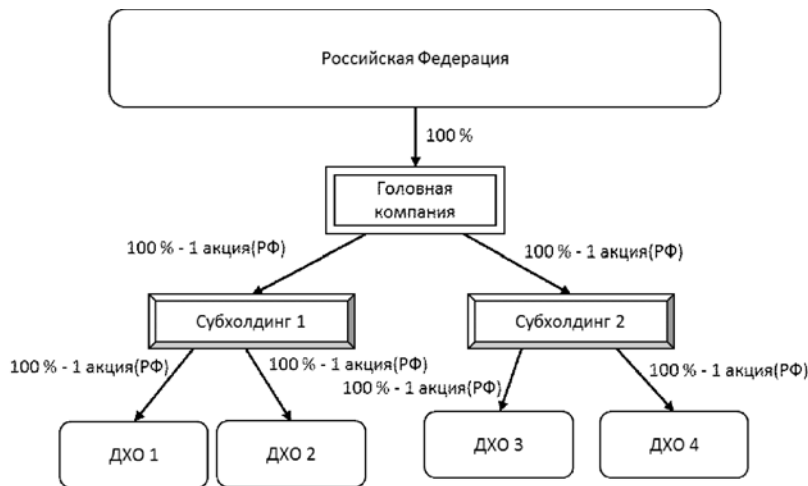 Российская Федерация
100 %
Головная
компания
100 % - 1 акция(РФ)
100 % - 1 акция(РФ)
Субхолдинг 1
Субхолдинг 2
100 % - 1 акция(РФ)
100 % - 1 акция(РФ)
100 % - 1 акция(РФ)
100 % - 1 акция(РФ)
ДХО 1
ДХО 2
ДХО 3
ДХО 4